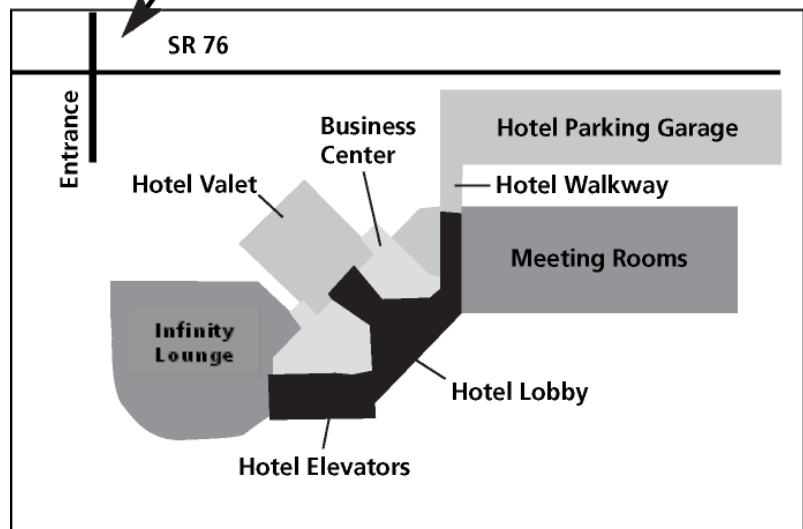 SR 76
Entrance
Business
Center
Hotel Parking Garage
Hotel Valet
Hotel Walkway
Meeting Rooms
Infinity
Lounge
Hotel Lobby
Hotel Elevators